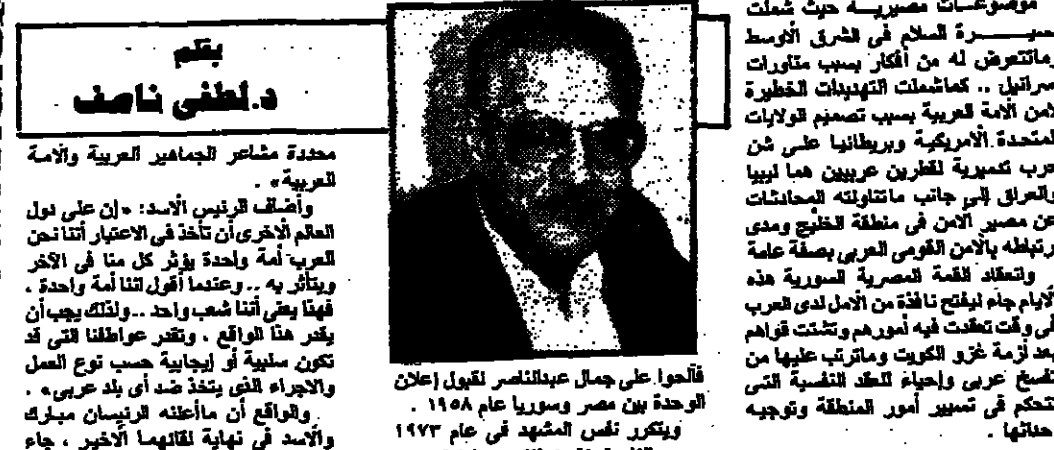 موضوعـــات مصيريـــه حيث شملت
مسيـــــرة السلام فى الشرق الأوسط
وماتتعرض له من أفكار بسبب مناورات
إسرائيل .. كماشملت التهديدات الخطيرة
لأمن الأمة العربية بسبب تصميم الولايات
المتحدة الأمريكية وبريطانيا على شن
حرب تدميرية لقطرين عربيين هما ليبيا
والعراق إلى جانب ماتناولته المحادثات
عن مصير الأمن فى منطقة الخليج ومدى
ارتباطه بالأمن القومى العربى بصفة عامة
وانعقاد القمة المصرية السورية هذه
الأيام جاء ليفتح نافذة من الأمل لدى العرب
فى وقت تعقدت فيه أمورهم وتشتت قواهم
بعد أزمة غزو الكويت وماترتب عليها من
تفسخ عربى وإحياء للعقد النفسية التى
تتحكم فى تسيير أمور المنطقة وتوجيه
أحداثها .
فألحوا على جمال عبدالناصر لقبول إعلان
الوحدة بين مصر وسوريا عام ١٩٥٨ .
ويتكرر نفس المشهد فى عام ١٩٧٣
بقلم
د. لطفى ناصف
محددة مشاعر الجماهير العربية والأمة
العربية» .
وأضاف الرئيس الأسد: «إن على دول
العالم الأخرى أن تأخذ فى الاعتبار أننا نحن
العرب أمة واحدة يؤثر كل منا فى الآخر
ويتأثر به .. وعندما أقول إننا أمة واحدة ،
فهذا يعنى أننا شعب واحد .. ولذلك يجب أن
يقدر هذا الواقع ، وتقدر عواطفنا التى قد
تكون سلبية أو إيجابية حسب نوع العمل
والاجراء الذى يتخذ ضد أى بلد عربى» .
والواقع أن ماأعلنه الرئيسان مبارك
والأسد فى نهاية لقائهما الأخير ، جاء